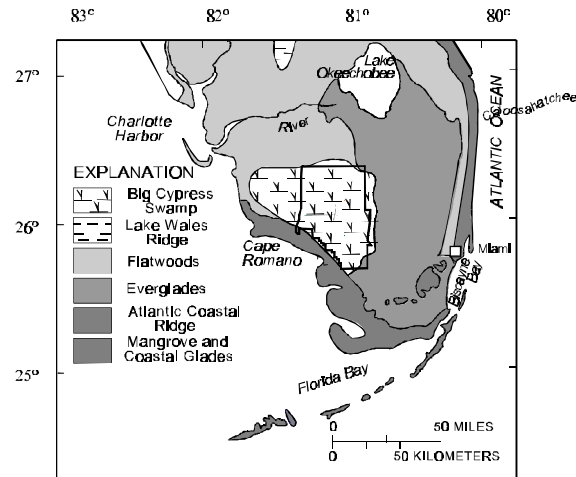 83° 82° 81° 80°
27°
26°
25°
Lake
Okeechobee
Caloosahatchee
River
Charlotte
Harbor
ATLANTIC OCEAN
EXPLANATION
Big Cypress
Swamp
Lake Wales
Ridge
Flatwoods
Everglades
Atlantic Coastal
Ridge
Mangrove and
Coastal Glades
Cape
Romano
Miami
Biscayne
Bay
Florida Bay
0 50 MILES
0 50 KILOMETERS